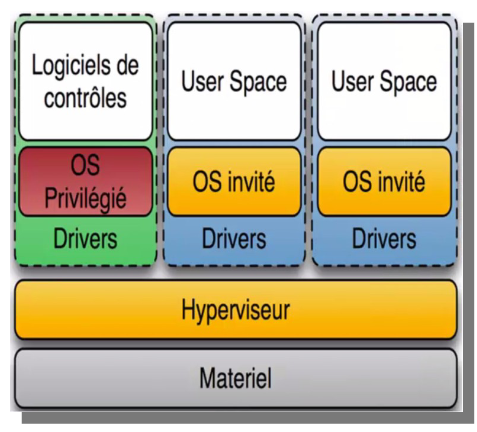 Logiciels de
contrôles
User Space
User Space
OS
Privilégié
OS invité
OS invité
Drivers
Drivers
Drivers
Hyperviseur
Materiel